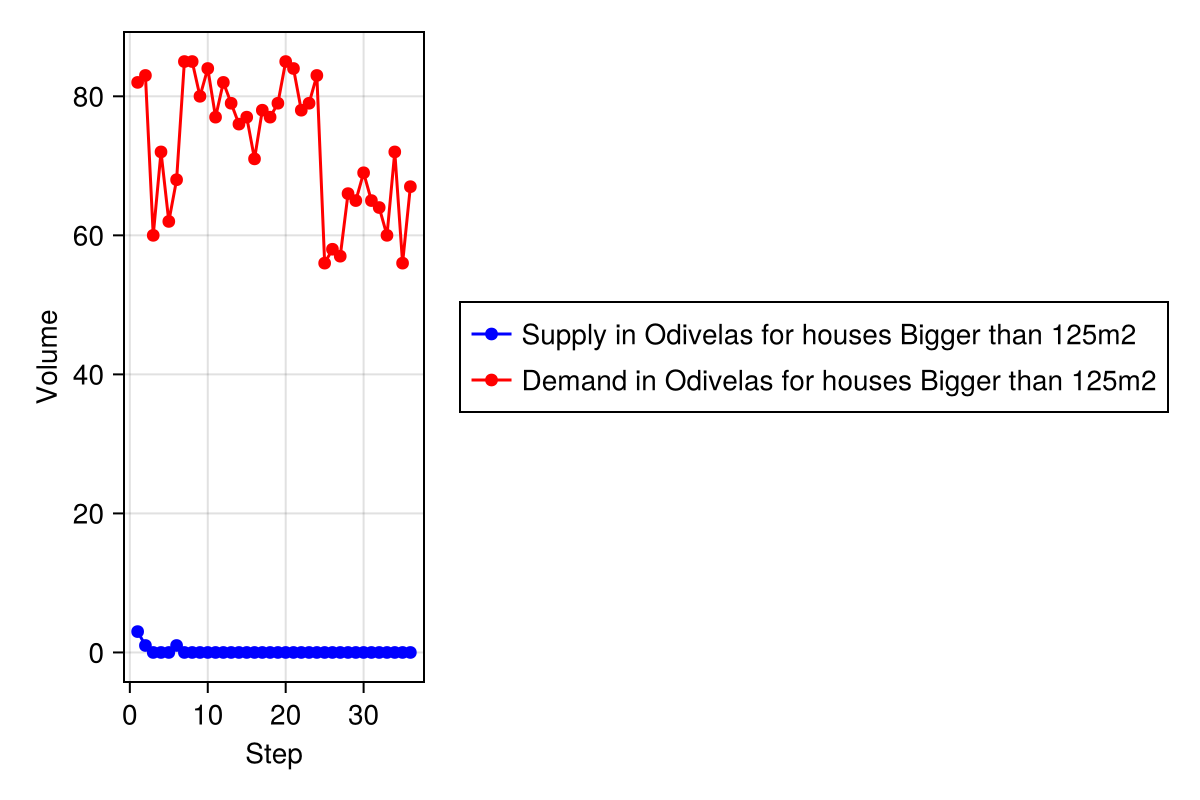 80
60
40
20
0
Volume
0 10 20 30
Step
Supply in Odivelas for houses Bigger than 125m2
Demand in Odivelas for houses Bigger than 125m2